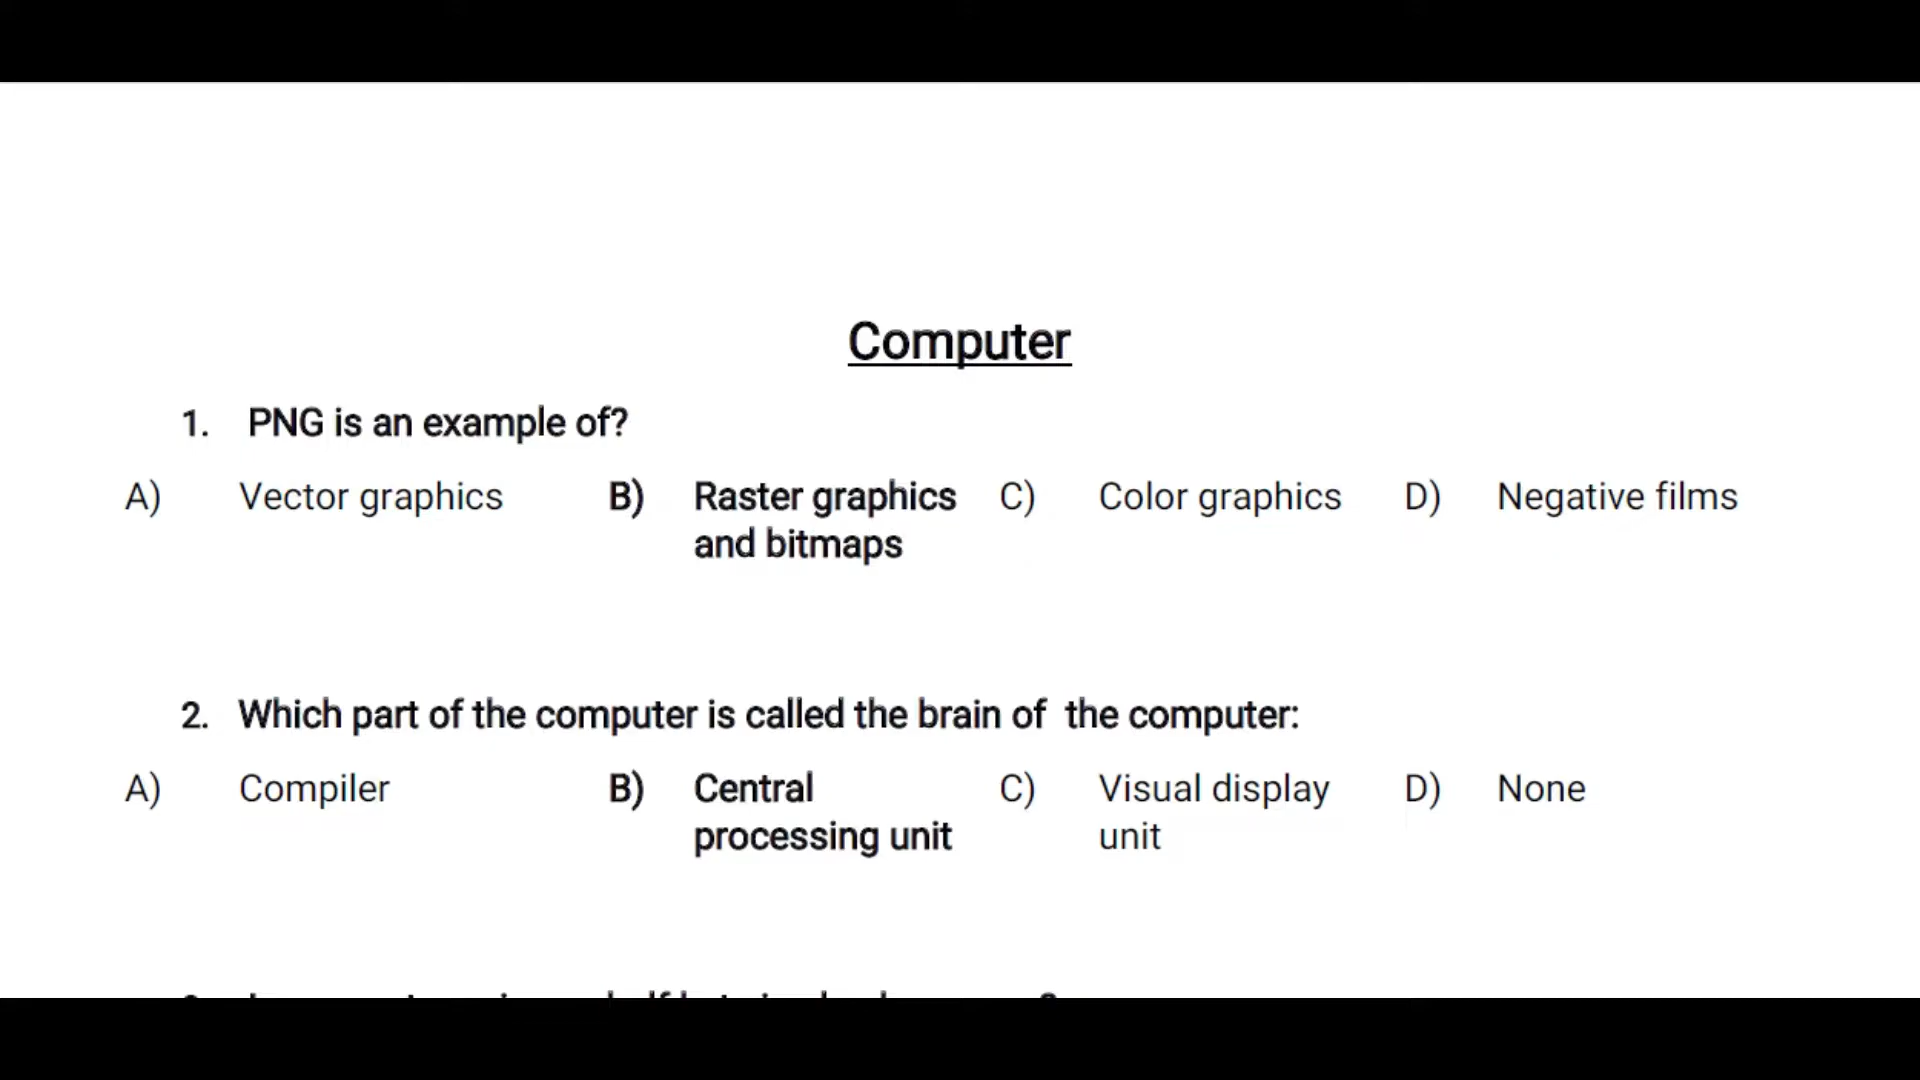 Computer
1. PNG is an example of?
A) Vector graphics B) Raster graphics C) Color graphics D) Negative films
and bitmaps
2. Which part of the computer is called the brain of the computer:
A) Compiler B) Central C) Visual display D) None
processing unit unit